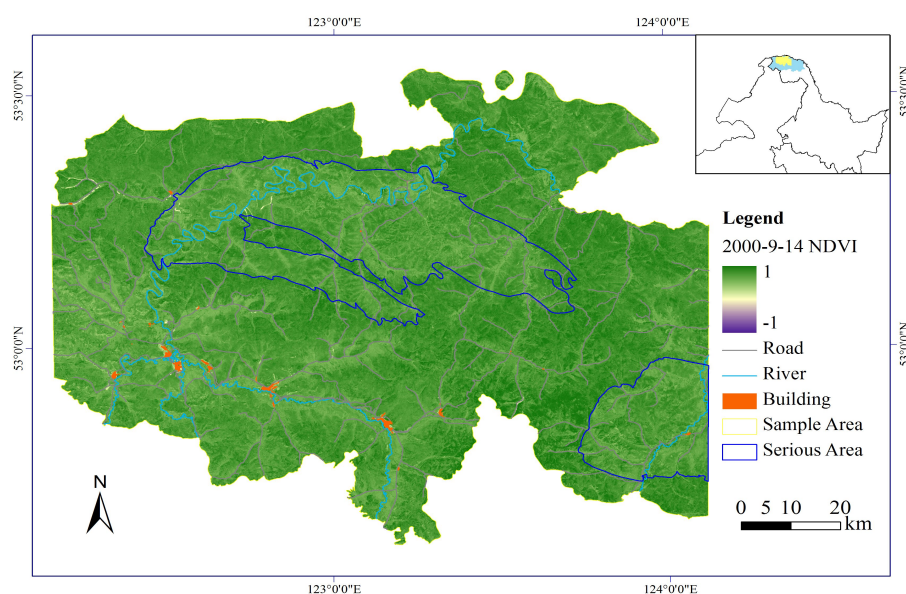 123°0'0"E 124°0'0"E
53°30'0"N
53°0'0"N
Legend
2000-9-14 NDVI
1
-1
Road
River
Building
Sample Area
Serious Area
N
0 5 10 20
km
123°0'0"E 124°0'0"E